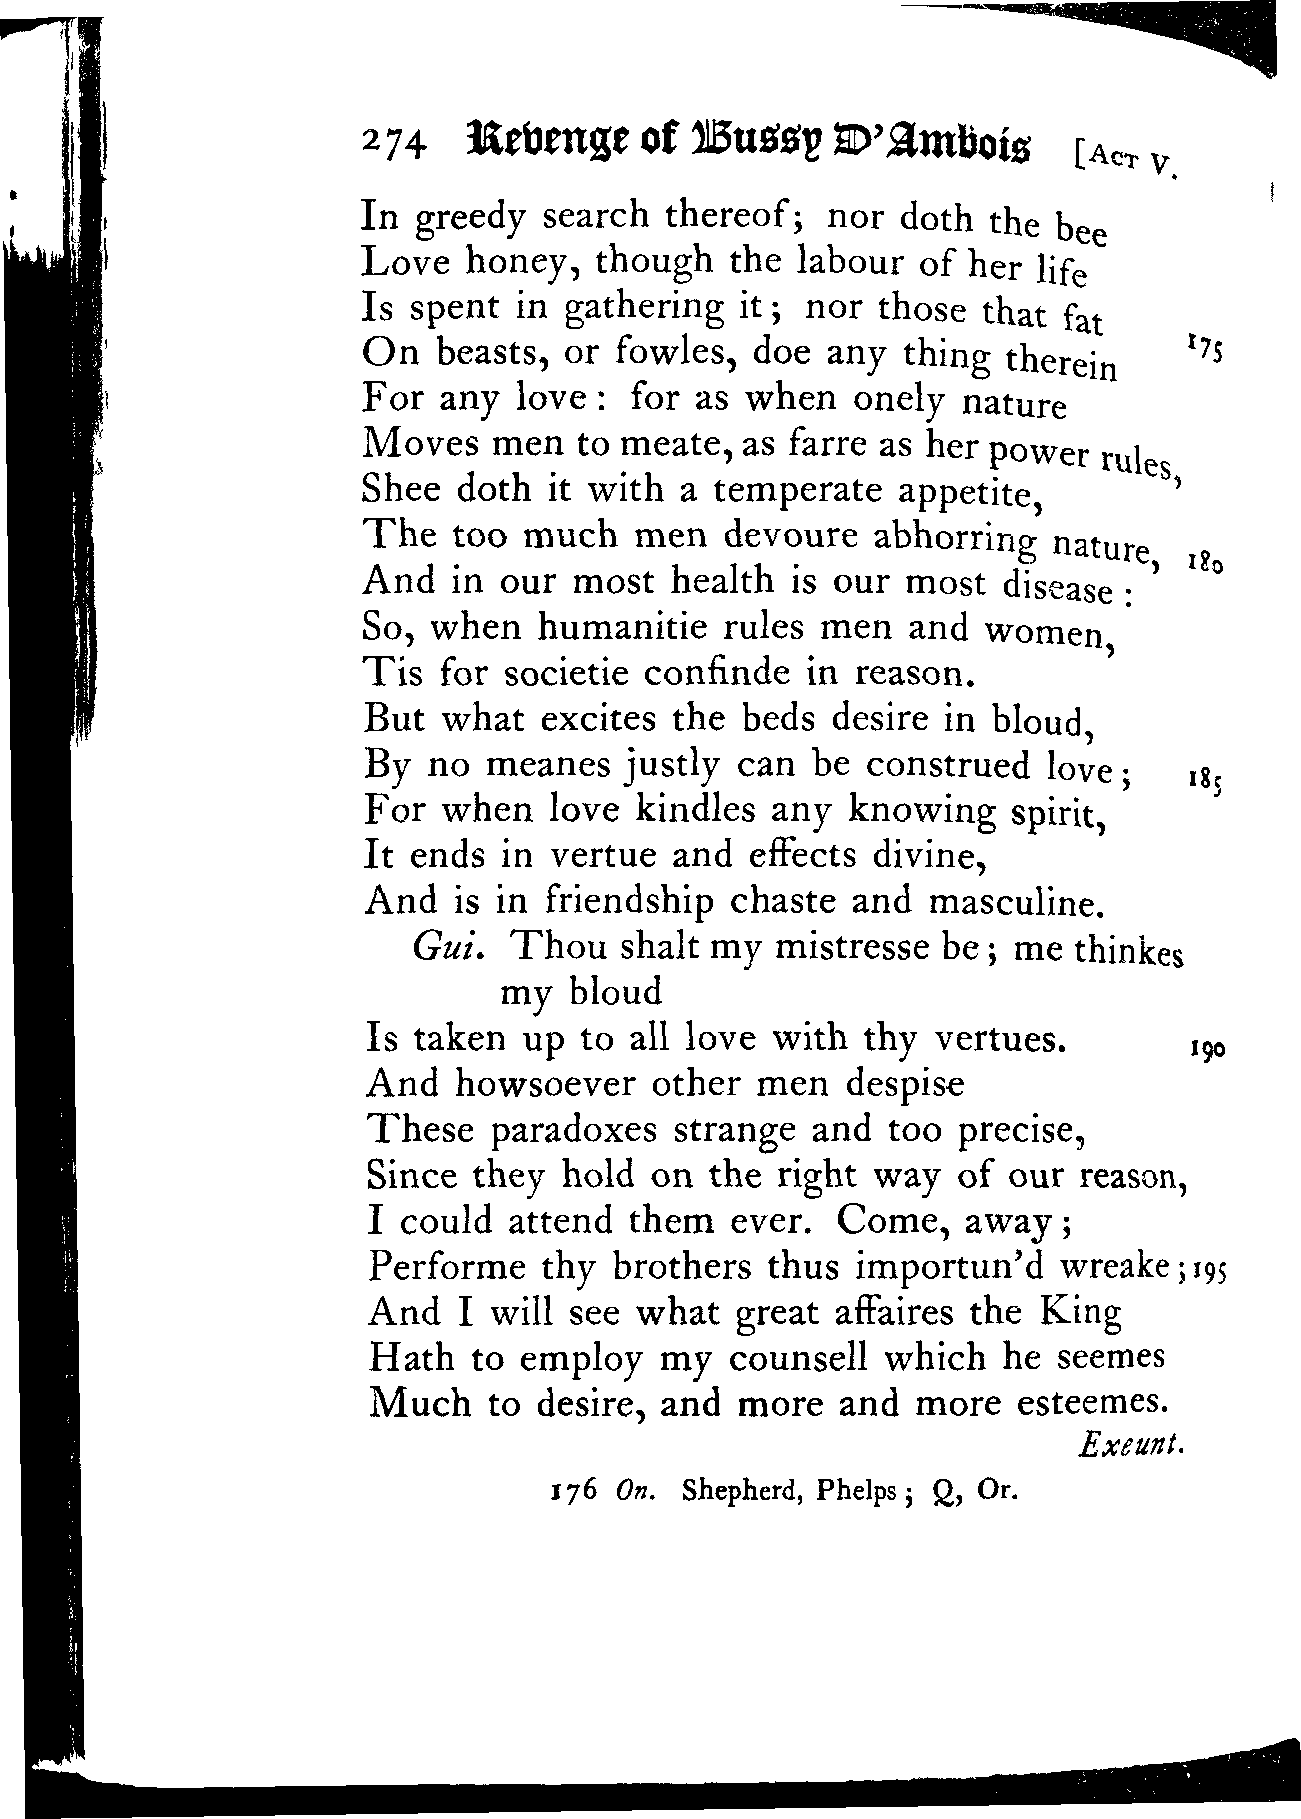 274 Revenge of Bussy D'Ambois [ACT V.
In greedy search thereof; nor doth the bee
Love honey, though the labour of her life
Is spent in gathering it; nor those that fat
On beasts, or fowles, doe any thing therein 175
For any love: for as when onely nature
Moves men to meate, as farre as her power rules,
Shee doth it with a temperate appetite,
The too much men devoure abhorring nature, 180
And in our most health is our most disease:
So, when humanitie rules men and women,
Tis for societie confinde in reason.
But what excites the beds desire in bloud,
By no meanes justly can be construed love; 185
For when love kindles any knowing spirit,
It ends in vertue and effects divine,
And is in friendship chaste and masculine.
Gui. Thou shalt my mistresse be; me thinkes
my bloud
Is taken up to all love with thy vertues. 190
And howsoever other men despise
These paradoxes strange and too precise,
Since they hold on the right way of our reason,
I could attend them ever. Come, away;
Performe thy brothers thus importun'd wreake; 195
And I will see what great affaires the King
Hath to employ my counsell which he seemes
Much to desire, and more and more esteemes.
Exeunt.
176 On. Shepherd, Phelps; Q, Or.